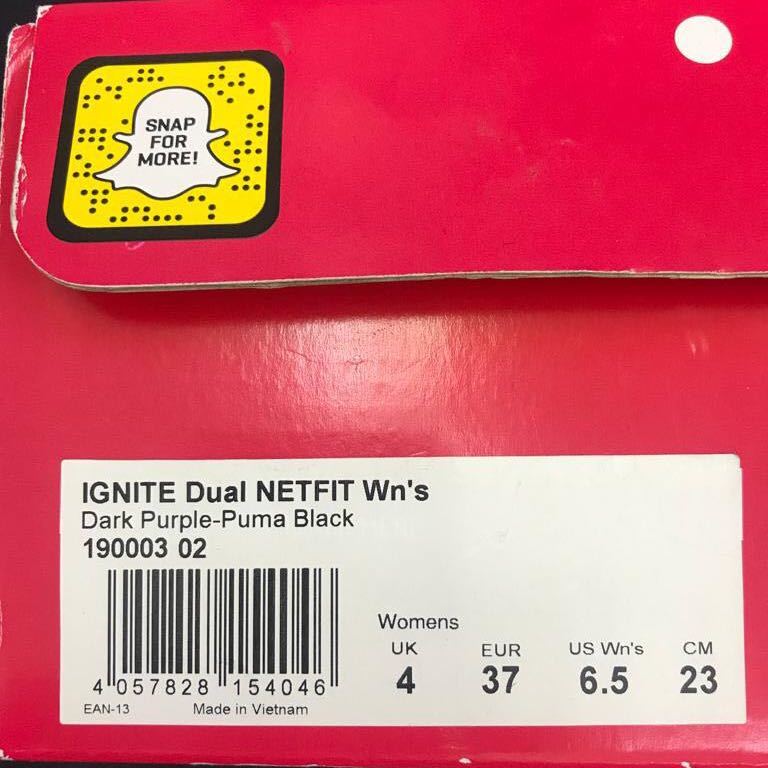 SNAP
FOR
MORE!
IGNITE Dual NETFIT Wn's
Dark Purple-Puma Black
190003 02
4 057828 154046
EAN-13 Made in Vietnam
Womens
UK EUR US Wn's CM
4 37 6.5 23